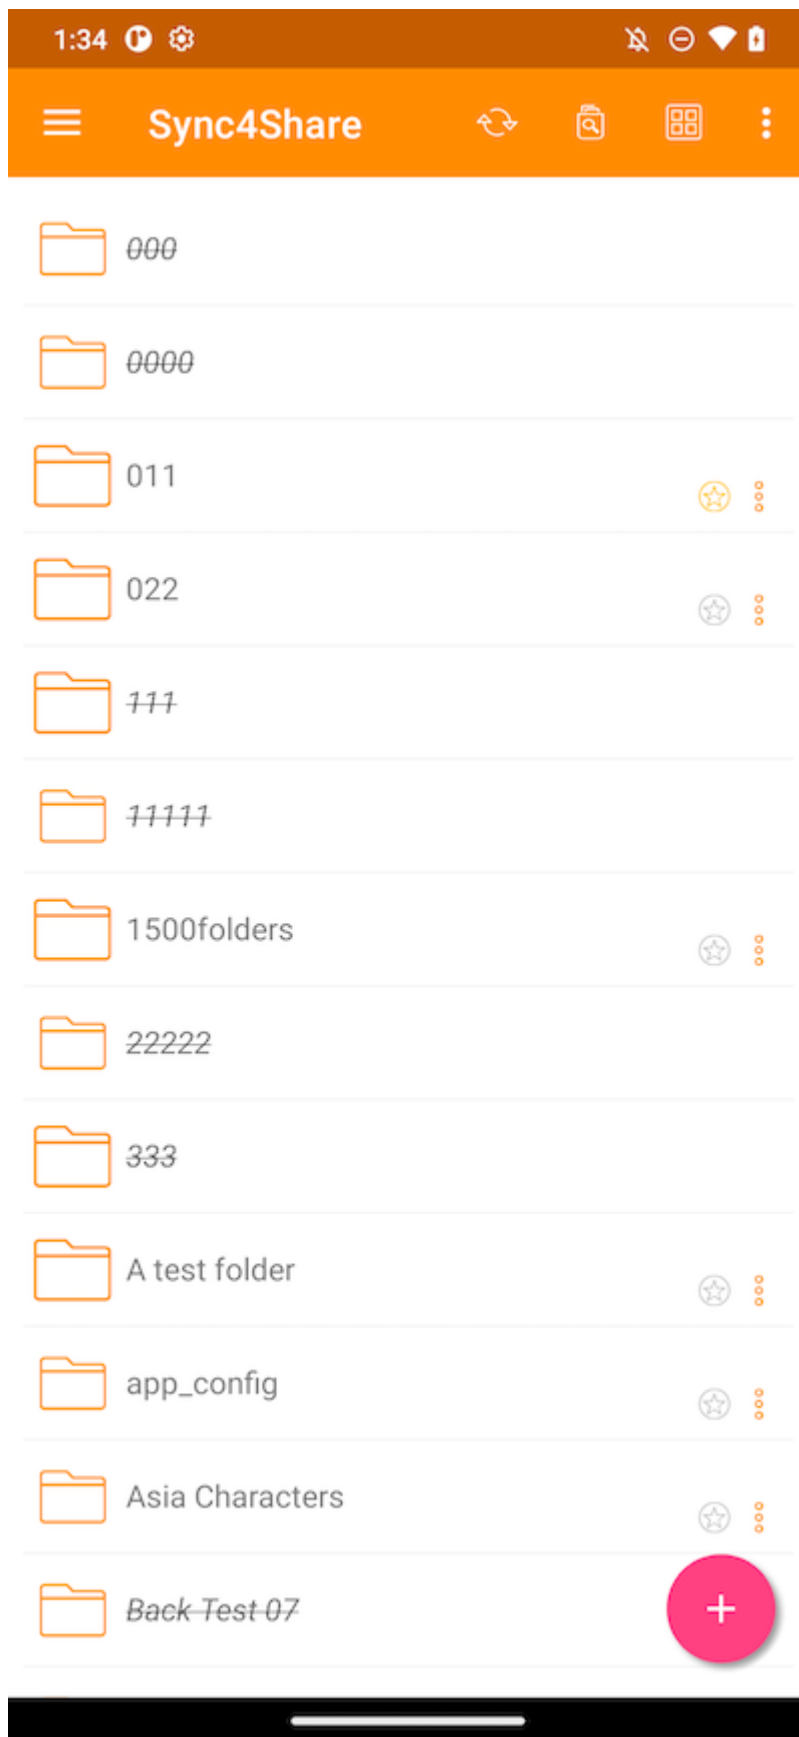 1:34
Sync4Share
000
0000
011
022
111
11111
1500folders
22222
333
A test folder
app_config
Asia Characters
Back Test 07